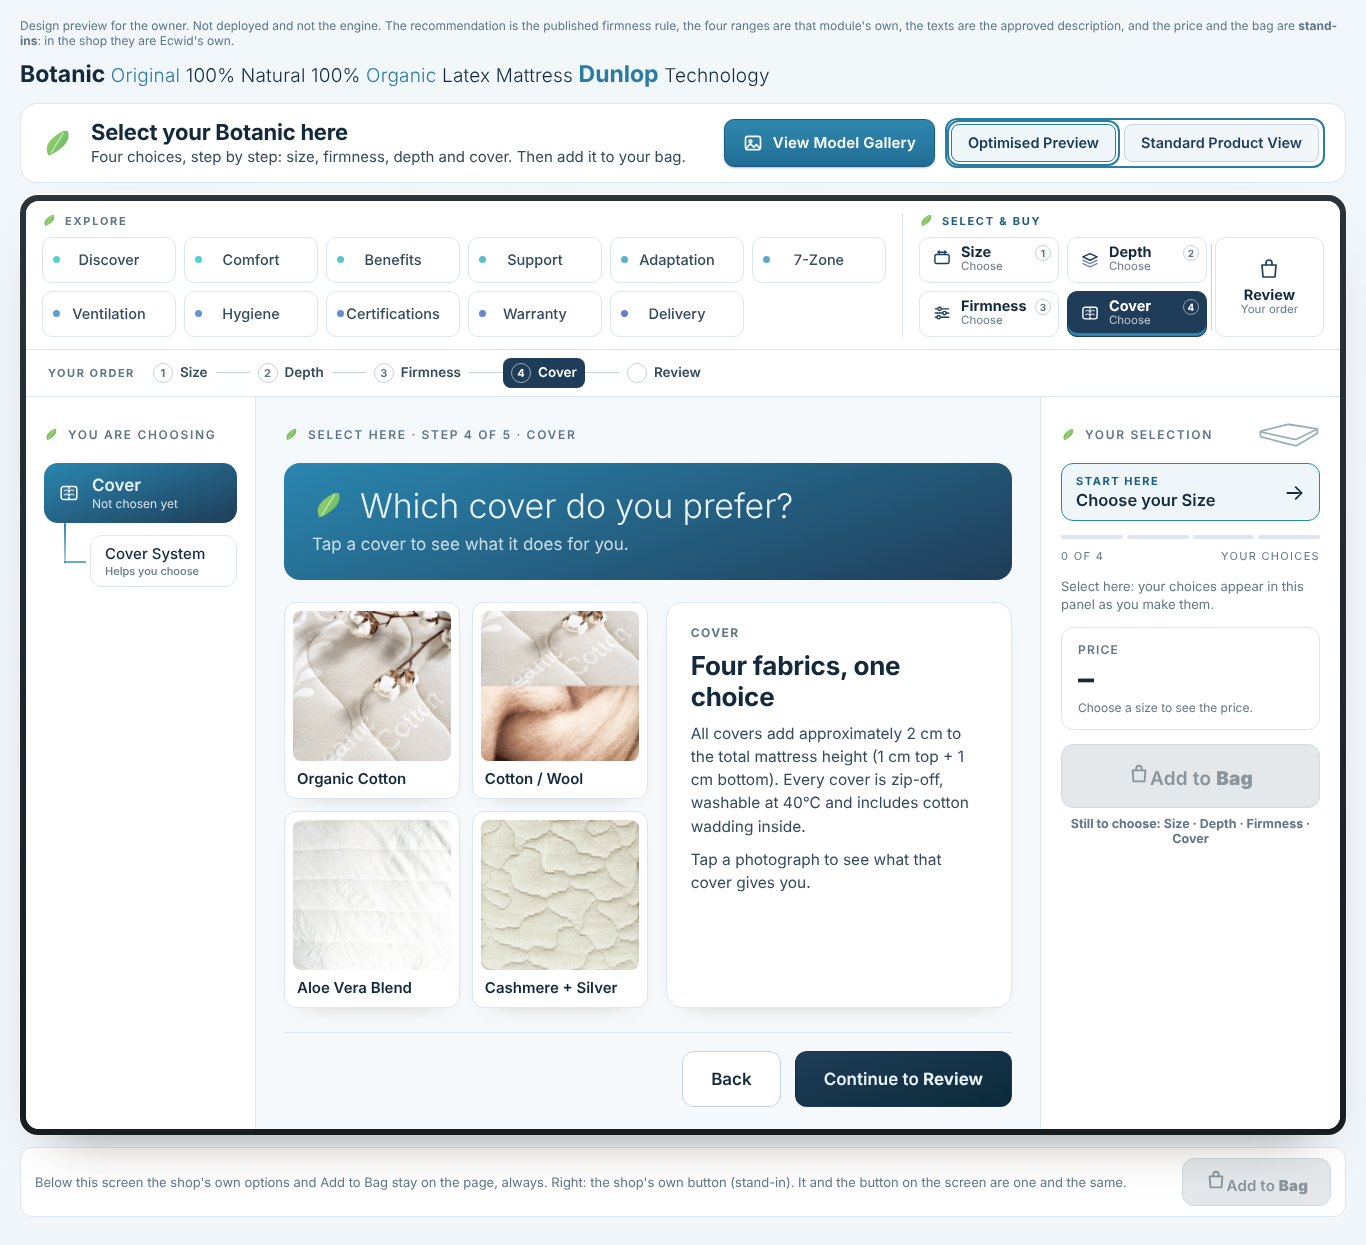 Design preview for the owner. Not deployed and not the engine. The recommendation is the published firmness rule, the four ranges are that module's own, the texts are the approved description, and the price and the bag are stand-
ins: in the shop they are Ecwid's own.
Botanic Original 100% Natural 100% Organic Latex Mattress Dunlop Technology
Select your Botanic here
Four choices, step by step: size, firmness, depth and cover. Then add it to your bag.
View Model Gallery
Optimised Preview
Standard Product View
EXPLORE
Discover
Comfort
Benefits
Support
Adaptation
7-Zone
Ventilation
Hygiene
Certifications
Warranty
Delivery
SELECT & BUY
Size
Choose
1
Depth
Choose
2
Firmness
Choose
3
Cover
Choose
4
Review
Your order
YOUR ORDER
1 Size
2 Depth
3 Firmness
4 Cover
Review
YOU ARE CHOOSING
Cover
Not chosen yet
Cover System
Helps you choose
SELECT HERE · STEP 4 OF 5 · COVER
Which cover do you prefer?
Tap a cover to see what it does for you.
Organic Cotton
Cotton / Wool
Aloe Vera Blend
Cashmere + Silver
COVER
Four fabrics, one
choice
All covers add approximately 2 cm to
the total mattress height (1 cm top + 1
cm bottom). Every cover is zip-off,
washable at 40°C and includes cotton
wadding inside.
Tap a photograph to see what that
cover gives you.
Back
Continue to Review
YOUR SELECTION
START HERE
Choose your Size
0 OF 4
YOUR CHOICES
Select here: your choices appear in this
panel as you make them.
PRICE
–
Choose a size to see the price.
Add to Bag
Still to choose: Size · Depth · Firmness ·
Cover
Below this screen the shop's own options and Add to Bag stay on the page, always. Right: the shop's own button (stand-in). It and the button on the screen are one and the same.
Add to Bag